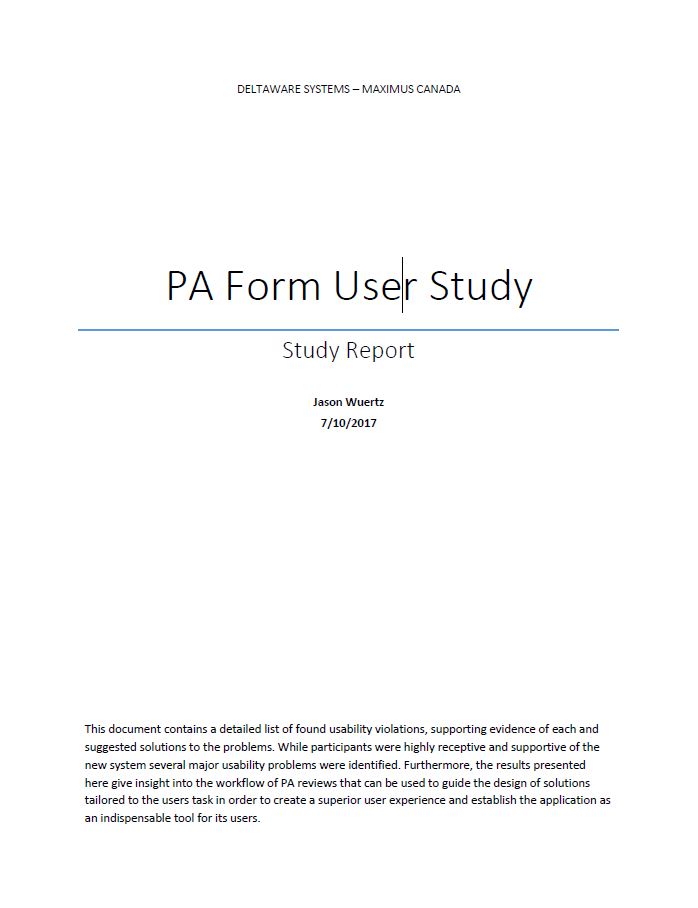 DELTAWARE SYSTEMS – MAXIMUS CANADA
PA Form User Study
Study Report
Jason Wuertz
7/10/2017
This document contains a detailed list of found usability violations, supporting evidence of each and
suggested solutions to the problems. While participants were highly receptive and supportive of the
new system several major usability problems were identified. Furthermore, the results presented
here give insight into the workflow of PA reviews that can be used to guide the design of solutions
tailored to the users task in order to create a superior user experience and establish the application as
an indispensable tool for its users.